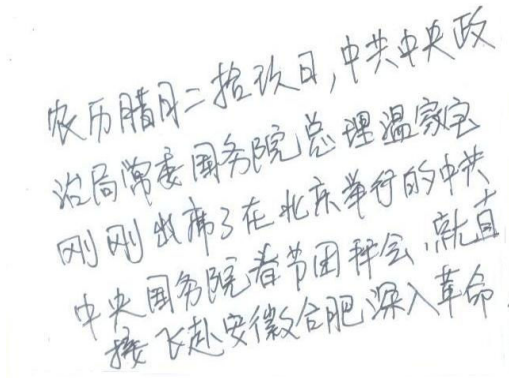 农历腊月二拾玖日,中共中央政
治局常委国务院总理温家宝
刚刚出席了在北京举行的中共
中央国务院春节团拜会,就直
接飞赴安徽合肥,深入革命